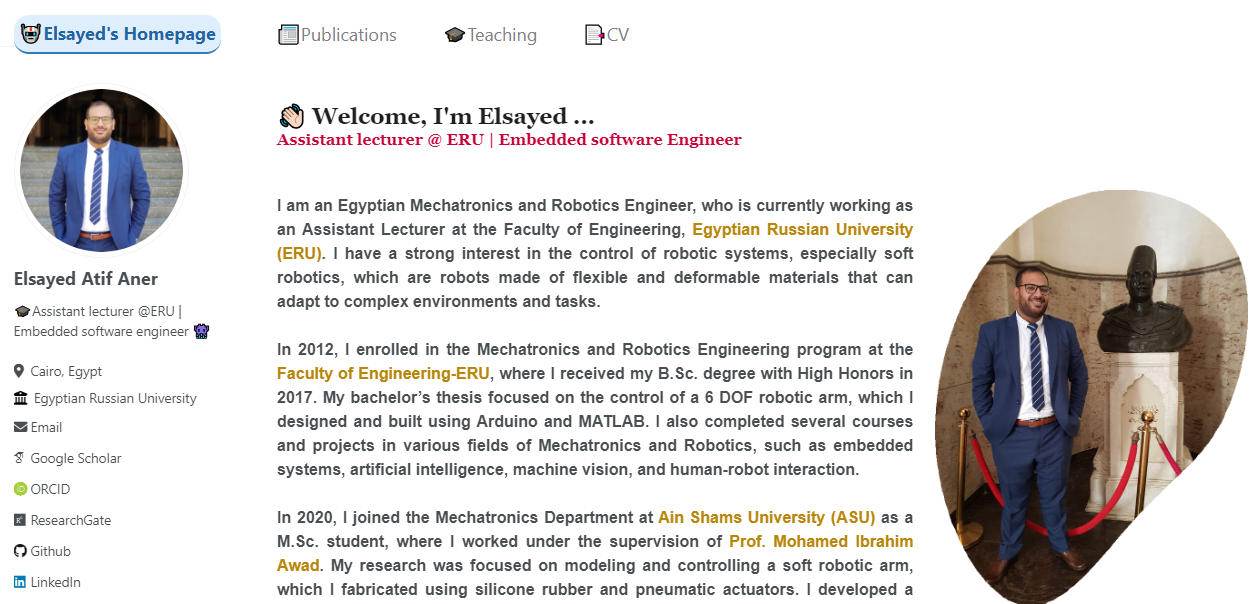 Elsayed's Homepage
Publications
Teaching
CV
Elsayed Atif Aner
Assistant lecturer @ERU |
Embedded software engineer
Cairo, Egypt
Egyptian Russian University
Email
Google Scholar
ORCID
ResearchGate
Github
LinkedIn
Welcome, I'm Elsayed ...
Assistant lecturer @ ERU | Embedded software Engineer
I am an Egyptian Mechatronics and Robotics Engineer, who is currently working as
an Assistant Lecturer at the Faculty of Engineering, Egyptian Russian University
(ERU). I have a strong interest in the control of robotic systems, especially soft
robotics, which are robots made of flexible and deformable materials that can
adapt to complex environments and tasks.
In 2012, I enrolled in the Mechatronics and Robotics Engineering program at the
Faculty of Engineering-ERU, where I received my B.Sc. degree with High Honors in
2017. My bachelor’s thesis focused on the control of a 6 DOF robotic arm, which I
designed and built using Arduino and MATLAB. I also completed several courses
and projects in various fields of Mechatronics and Robotics, such as embedded
systems, artificial intelligence, machine vision, and human-robot interaction.
In 2020, I joined the Mechatronics Department at Ain Shams University (ASU) as a
M.Sc. student, where I worked under the supervision of Prof. Mohamed Ibrahim
Awad. My research was focused on modeling and controlling a soft robotic arm,
which I fabricated using silicone rubber and pneumatic actuators. I developed a